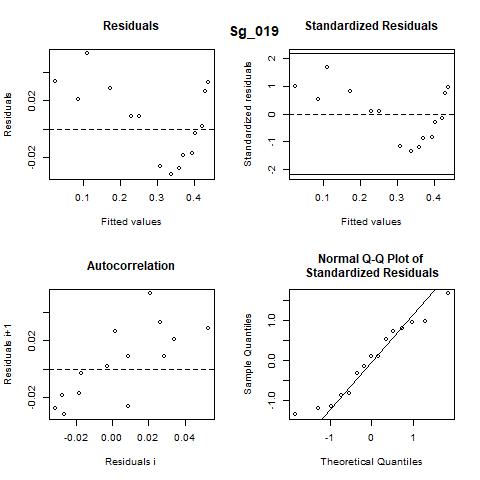 Sg_019
Residuals
Residuals
0.02
-0.02
0.1
0.2
0.3
0.4
Fitted values
Standardized Residuals
Standardized residuals
2
1
0
-1
-2
0.1
0.2
0.3
0.4
Fitted values
Autocorrelation
Residuals i+1
0.02
-0.02
-0.02
0.00
0.02
0.04
Residuals i
Normal Q-Q Plot of
Standardized Residuals
Sample Quantiles
1.0
0.0
-1.0
-1
0
1
Theoretical Quantiles